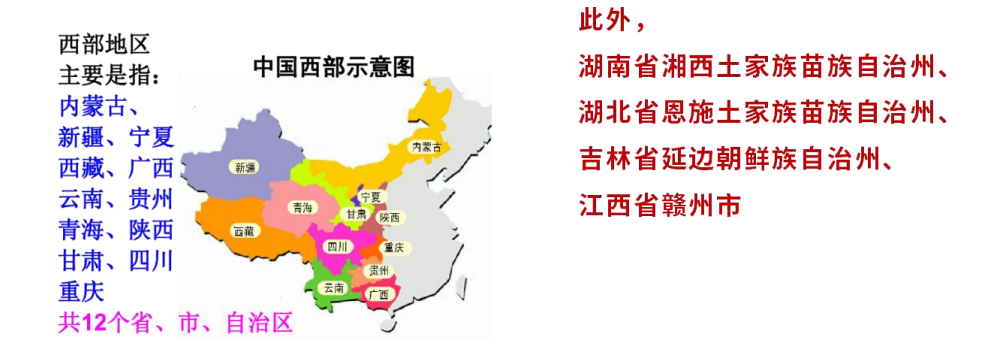 西部地区
主要是指：
内蒙古、
新疆、宁夏
西藏、广西
云南、贵州
青海、陕西
甘肃、四川
重庆
共12个省、市、自治区
中国西部示意图
内蒙古
新疆
宁夏
青海
甘肃
陕西
西藏
四川
重庆
贵州
云南
广西
此外，
湖南省湘西土家族苗族自治州、
湖北省恩施土家族苗族自治州、
吉林省延边朝鲜族自治州、
江西省赣州市